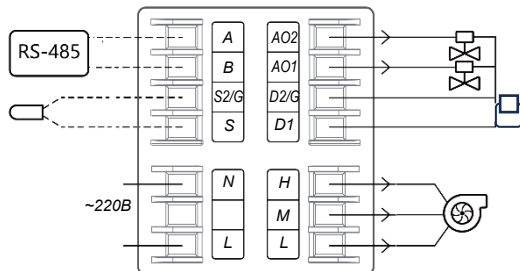 A AO2
RS-485
B AO1
S2/G D2/G
S D1
N H
~220В
M
L L